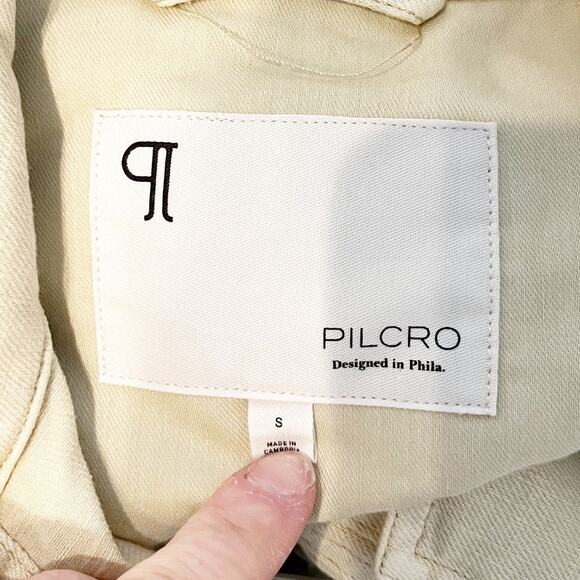 PILCRO
Designed in Phila.
S
MADE IN
CAMBODIA